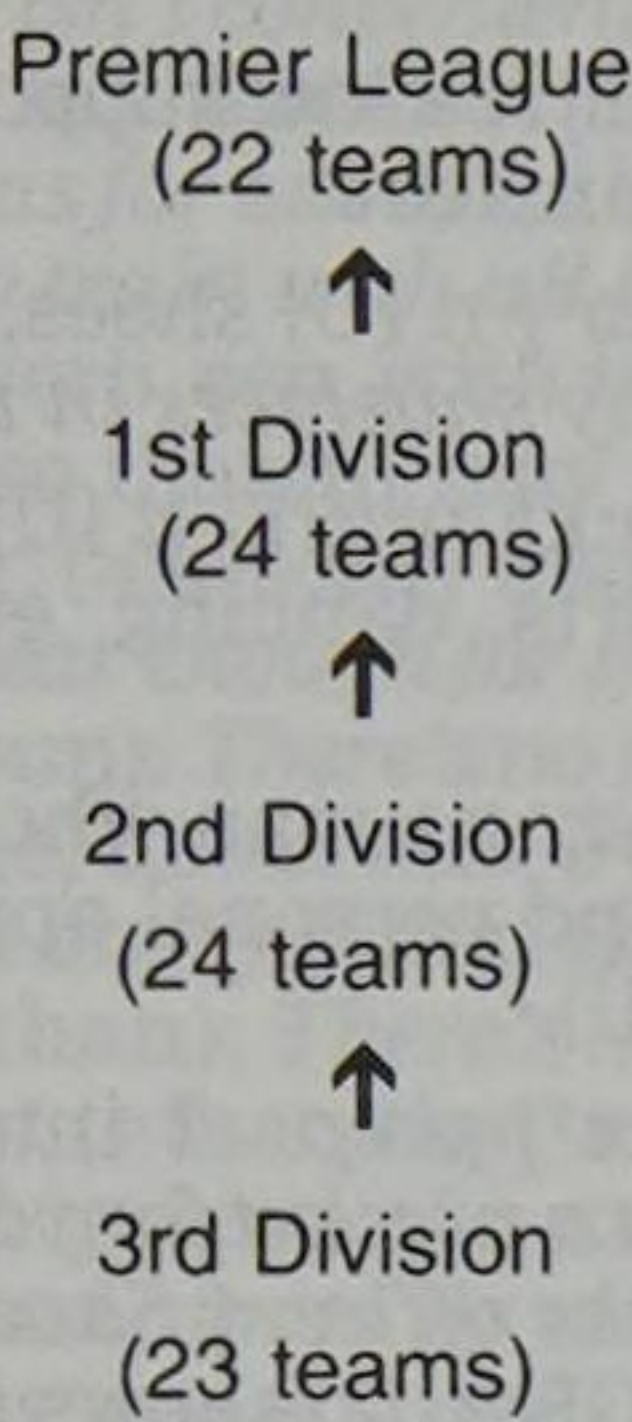 Premier League
(22 teams)
↑
1st Division
(24 teams)
↑
2nd Division
(24 teams)
↑
3rd Division
(23 teams)